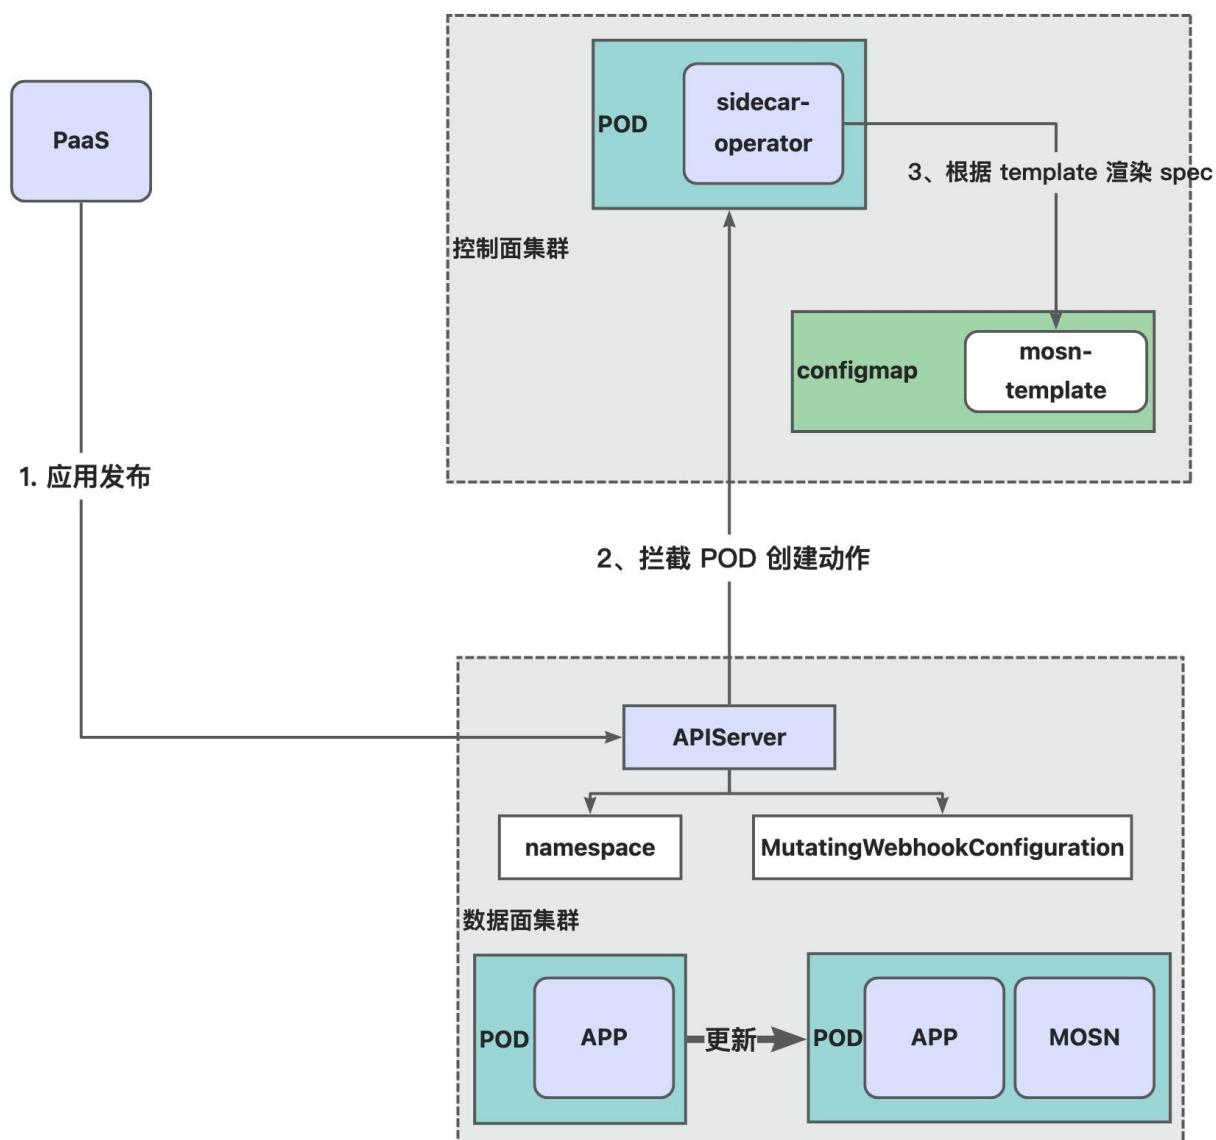 PaaS
POD
sidecar-
operator
3、根据 template 渲染 spec
控制面集群
configmap
mosn-
template
1. 应用发布
2、拦截 POD 创建动作
APIServer
namespace
MutatingWebhookConfiguration
数据面集群
POD
APP
更新
POD
APP
MOSN